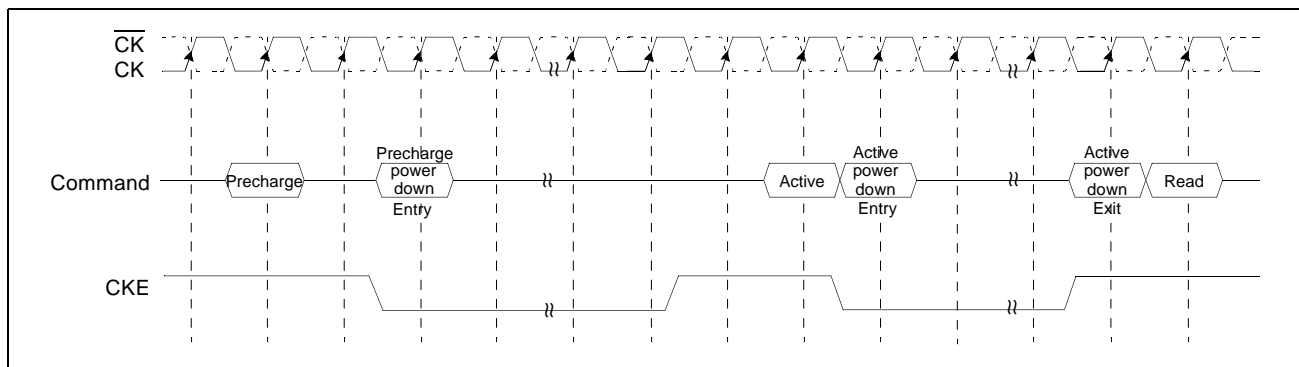 CK
CK
Command
Precharge
Precharge
power
down
Entry
Active
Active
power
down
Entry
Active
power
down
Exit
Read
CKE